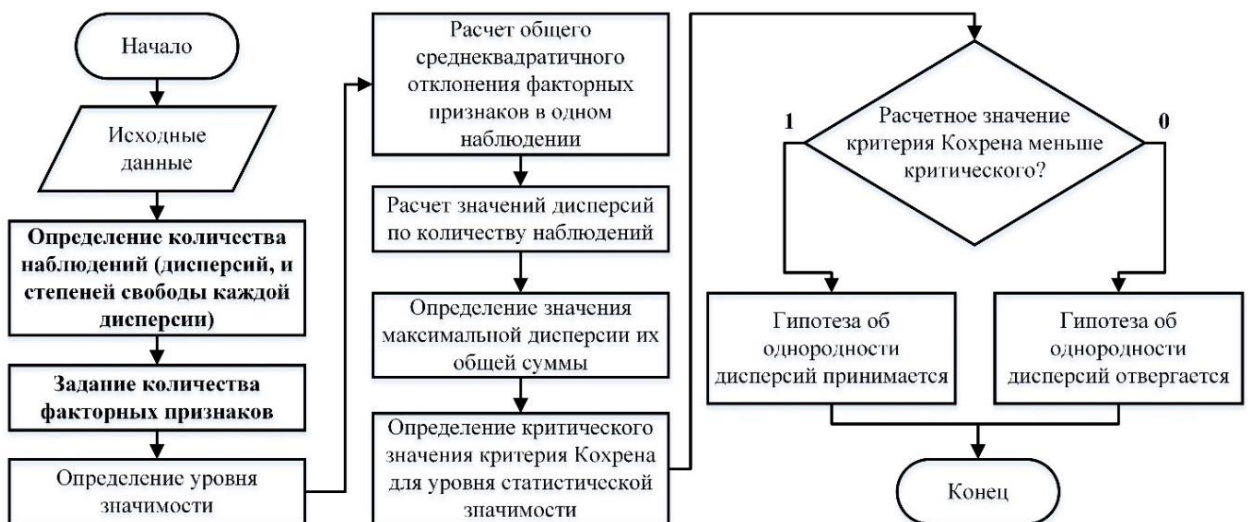 Начало
Исходные
данные
Определение количества
наблюдений (дисперсий, и
степеней свободы каждой
дисперсии)
Задание количества
факторных признаков
Определение уровня
значимости
Расчет общего
среднеквадратичного
отклонения факторных
признаков в одном
наблюдении
Расчет значений дисперсий
по количеству наблюдений
Определение значения
максимальной дисперсии их
общей суммы
Определение критического
значения критерия Кохрена
для уровня статистической
значимости
Расчетное значение
критерия Кохрена меньше
критического?
1
0
Гипотеза об
однородности
дисперсий принимается
Гипотеза об
однородности
дисперсий отвергается
Конец